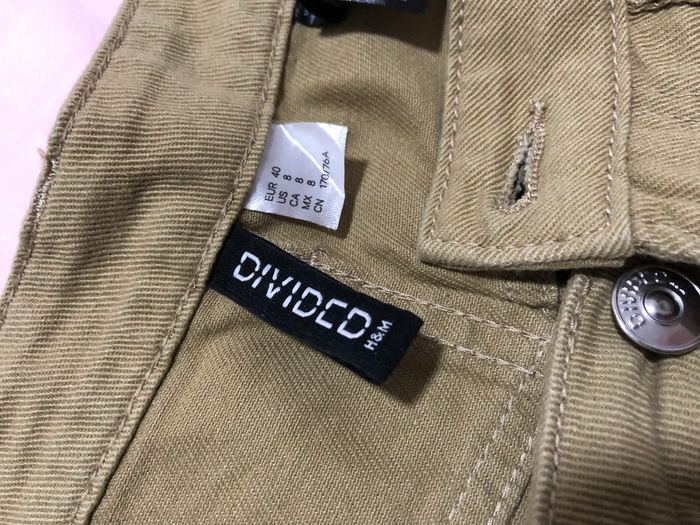 EUR 40
US 8
CA 8
MX 8
CN 170/76A
DIVIDED
H&M